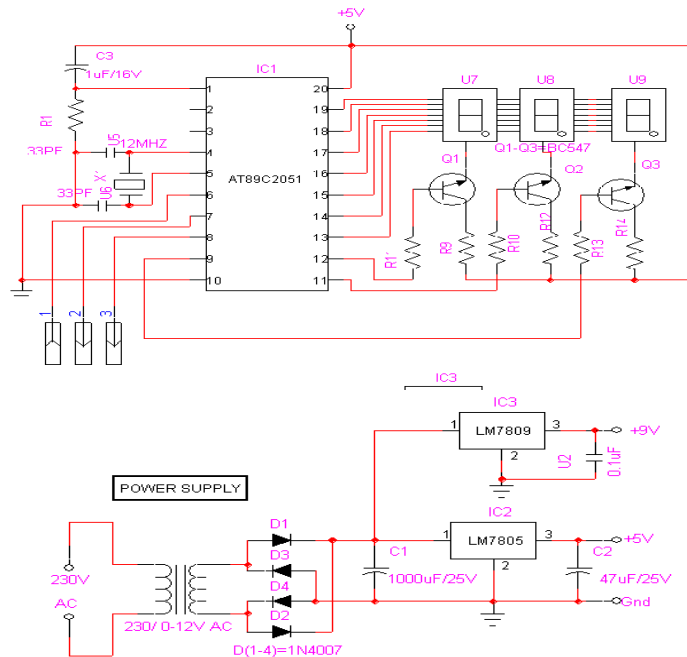 +5V
C3
1uF/16V
IC1
U7
U8
U9
1
2
3
4
5
6
7
8
9
10
20
19
18
17
16
15
14
13
12
11
AT89C2051
R1
33PF
U5
12MHZ
33PF
U6
Q1-Q3=BC547
Q1
Q2
Q3
R9
R10
R12
R13
R14
1
2
3
IC3
IC3
1
LM7809
3
2
+9V
U2
0.1uF
POWER SUPPLY
IC2
1
LM7805
3
2
+5V
D1
D3
D4
D2
C1
1000uF/25V
C2
47uF/25V
Gnd
230V
AC
230/ 0-12V AC
D(1-4)=1N4007